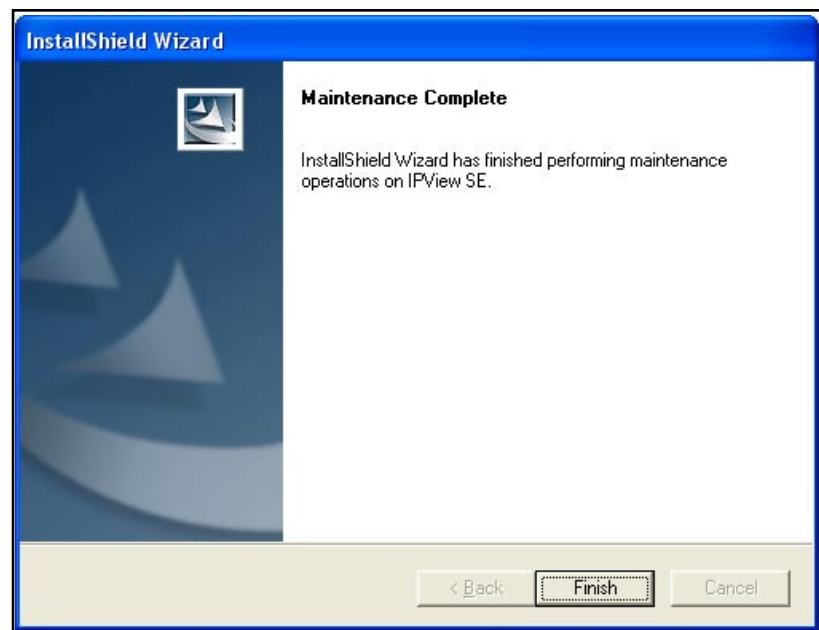 InstallShield Wizard
Maintenance Complete
InstallShield Wizard has finished performing maintenance
operations on IPView SE.
< Back
Finish
Cancel